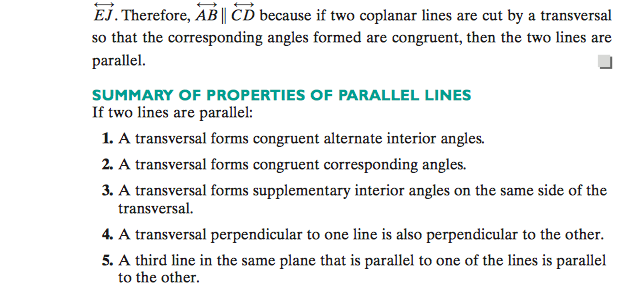 EJ. Therefore, AB || CD because if two coplanar lines are cut by a transversal
so that the corresponding angles formed are congruent, then the two lines are
parallel.
SUMMARY OF PROPERTIES OF PARALLEL LINES
If two lines are parallel:
1. A transversal forms congruent alternate interior angles.
2. A transversal forms congruent corresponding angles.
3. A transversal forms supplementary interior angles on the same side of the
transversal.
4. A transversal perpendicular to one line is also perpendicular to the other.
5. A third line in the same plane that is parallel to one of the lines is parallel
to the other.